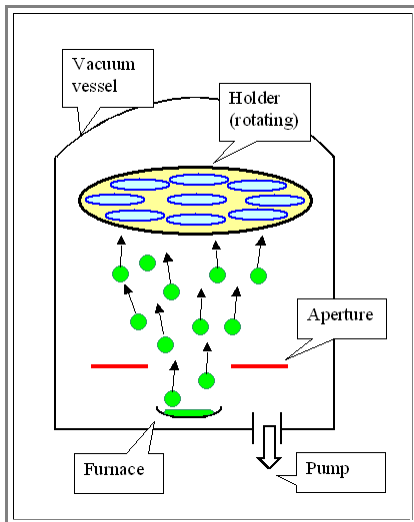 Vacuum
vessel
Holder
(rotating)
Aperture
Furnace
Pump